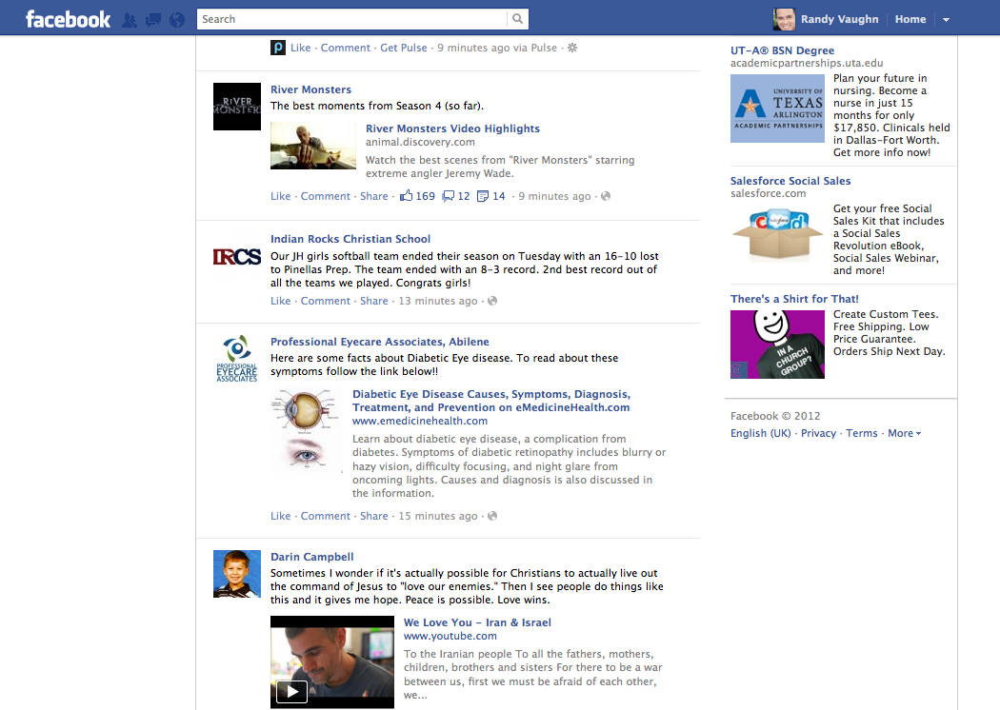 facebook
Search
Randy Vaughn
Home
Like · Comment · Get Pulse · 9 minutes ago via Pulse ·
RIVER
MONSTERS
River Monsters
The best moments from Season 4 (so far).
River Monsters Video Highlights
animal.discovery.com
Watch the best scenes from "River Monsters" starring
extreme angler Jeremy Wade.
Like · Comment · Share · 169 12 14 · 9 minutes ago ·
IRCS
Indian Rocks Christian School
Our JH girls softball team ended their season on Tuesday with an 16-10 lost
to Pinellas Prep. The team ended with an 8-3 record. 2nd best record out of
all the teams we played. Congrats girls!
Like · Comment · Share · 13 minutes ago ·
PROFESSIONAL
EYECARE
ASSOCIATES
Professional Eyecare Associates, Abilene
Here are some facts about Diabetic Eye disease. To read about these
symptoms follow the link below!!
Diabetic Eye Disease Causes, Symptoms, Diagnosis,
Treatment, and Prevention on eMedicineHealth.com
www.emedicinehealth.com
Learn about diabetic eye disease, a complication from
diabetes. Symptoms of diabetic retinopathy includes blurry or
hazy vision, difficulty focusing, and night glare from
oncoming lights. Causes and diagnosis is also discussed in
the information.
Like · Comment · Share · 15 minutes ago ·
Darin Campbell
Sometimes I wonder if it's actually possible for Christians to actually live out
the command of Jesus to "love our enemies." Then I see people do things like
this and it gives me hope. Peace is possible. Love wins.
We Love You - Iran & Israel
www.youtube.com
To the Iranian people To all the fathers, mothers,
children, brothers and sisters For there to be a war
between us, first we must be afraid of each other,
we...
UT-A® BSN Degree
academicpartnerships.uta.edu
UNIVERSITY OF
TEXAS
ARLINGTON
ACADEMIC PARTNERSHIPS
Plan your future in
nursing. Become a
nurse in just 15
months for only
$17,850. Clinicals held
in Dallas-Fort Worth.
Get more info now!
Salesforce Social Sales
salesforce.com
Get your free Social
Sales Kit that includes
a Social Sales
Revolution eBook,
Social Sales Webinar,
and more!
There's a Shirt for That!
IN A
CHURCH
GROUP?
Create Custom Tees.
Free Shipping. Low
Price Guarantee.
Orders Ship Next Day.
Facebook © 2012
English (UK) · Privacy · Terms · More